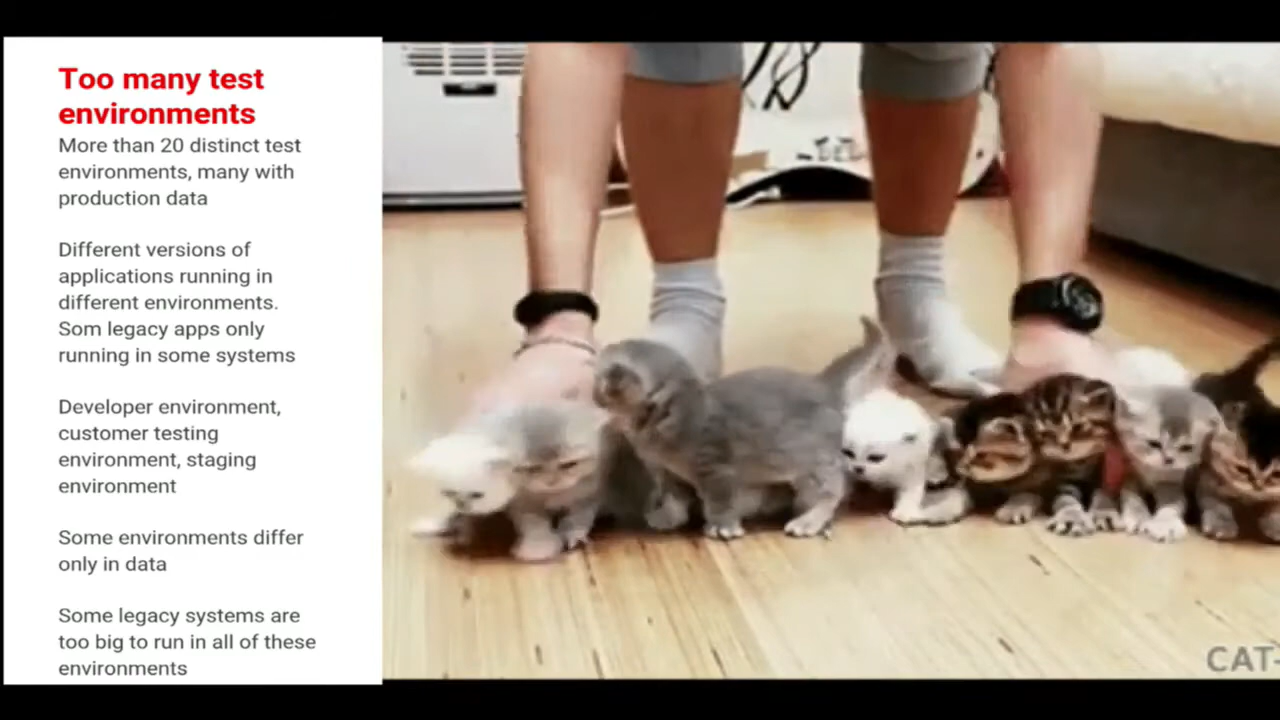 Too many test
environments
More than 20 distinct test
environments, many with
production data
Different versions of
applications running in
different environments.
Som legacy apps only
running in some systems
Developer environment,
customer testing
environment, staging
environment
Some environments differ
only in data
Some legacy systems are
too big to run in all of these
environments
CAT-